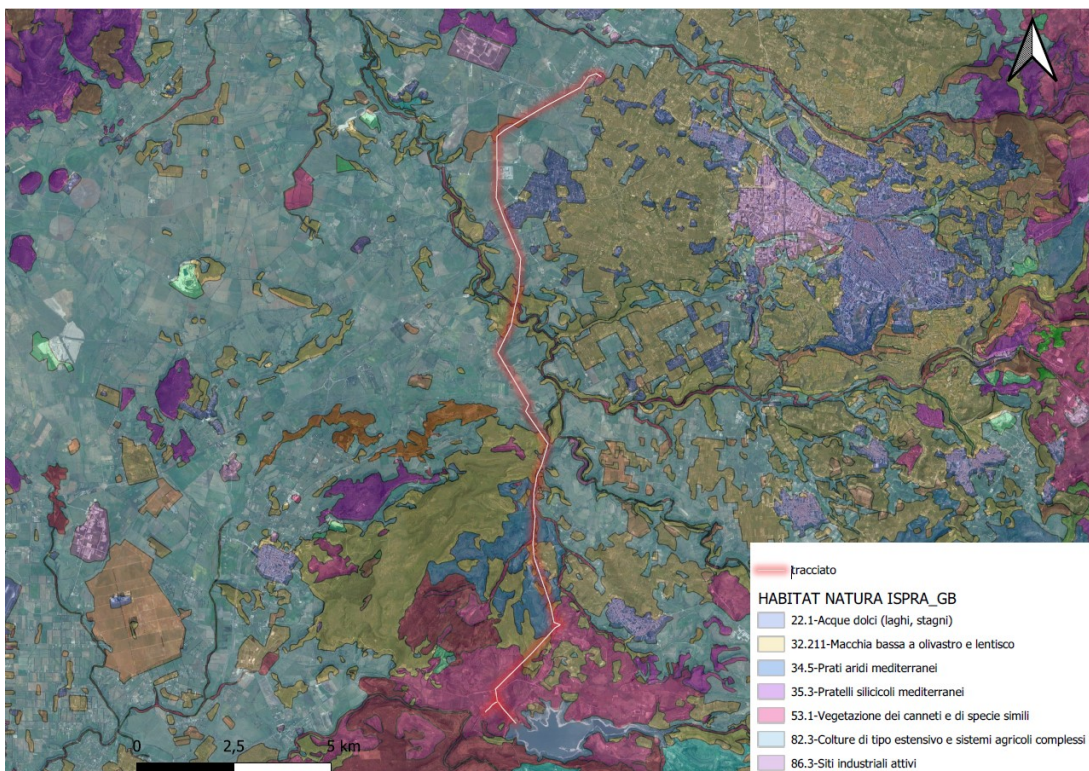 0 2,5 5 km
tracciato
HABITAT NATURA ISPRA_GB
22.1-Acque dolci (laghi, stagni)
32.211-Macchia bassa a olivastro e lentisco
34.5-Prati aridi mediterranei
35.3-Pratelli silicicoli mediterranei
53.1-Vegetazione dei canneti e di specie simili
82.3-Colture di tipo estensivo e sistemi agricoli complessi
86.3-Siti industriali attivi